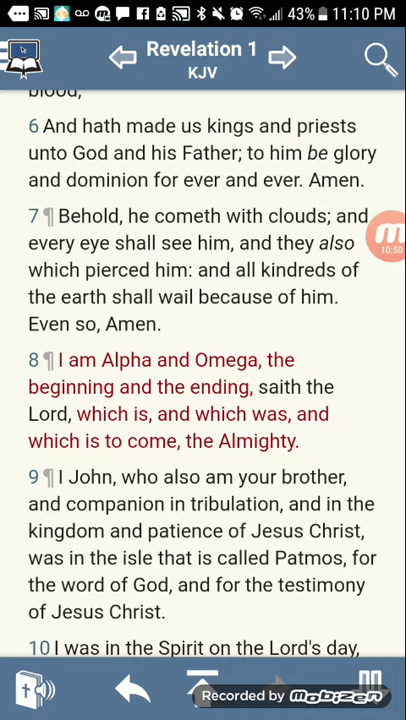 43% 11:10 PM
Revelation 1
KJV
blood,
6 And hath made us kings and priests
unto God and his Father; to him be glory
and dominion for ever and ever. Amen.
7 ¶ Behold, he cometh with clouds; and
every eye shall see him, and they also
which pierced him: and all kindreds of
the earth shall wail because of him.
Even so, Amen.
10:50
8 ¶ I am Alpha and Omega, the
beginning and the ending, saith the
Lord, which is, and which was, and
which is to come, the Almighty.
9 ¶ I John, who also am your brother,
and companion in tribulation, and in the
kingdom and patience of Jesus Christ,
was in the isle that is called Patmos, for
the word of God, and for the testimony
of Jesus Christ.
10 I was in the Spirit on the Lord's day,
Recorded by Mobizen